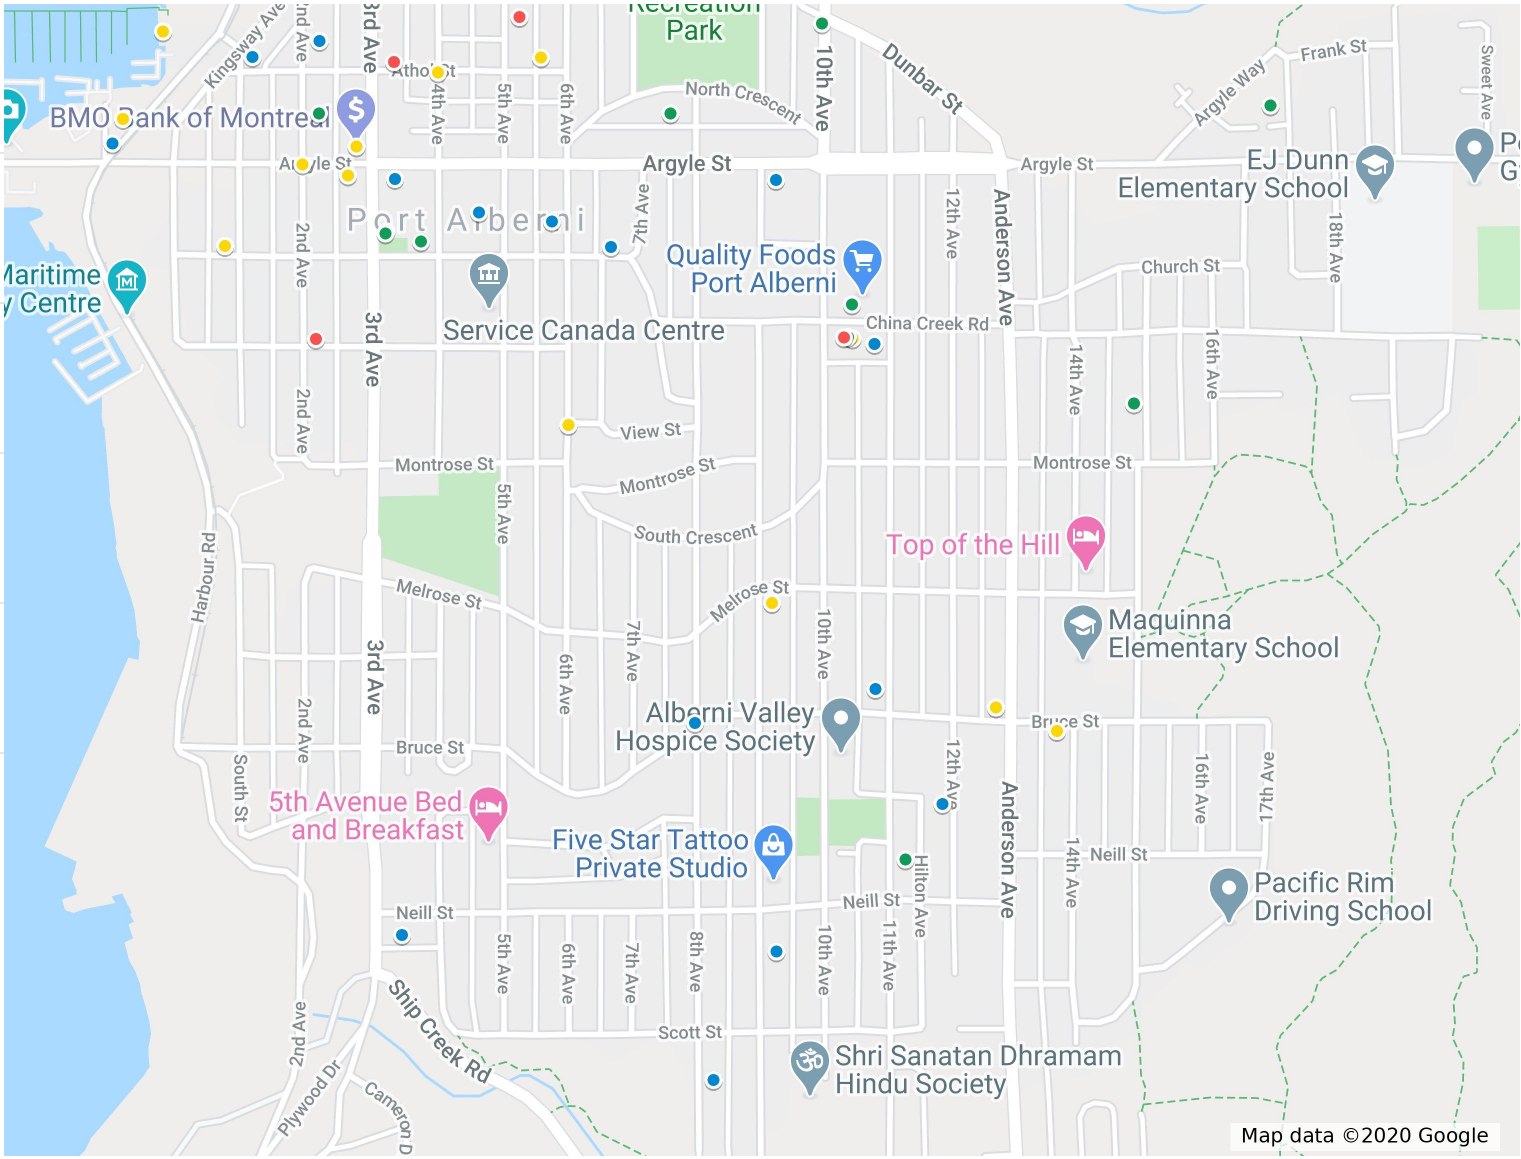 Recreation
Park
Kingsway Ave
2nd Ave
3rd Ave
Athol St
4th Ave
5th Ave
6th Ave
North Crescent
10th Ave
Dunbar St
Argyle Way
Frank St
Sweet Ave
BMO Bank of Montreal
Argyle St
Argyle St
Argyle St
EJ Dunn
Elementary School
Port Alberni
7th Ave
12th Ave
Anderson Ave
18th Ave
2nd Ave
Maritime
y Centre
Quality Foods
Port Alberni
Church St
Service Canada Centre
China Creek Rd
3rd Ave
14th Ave
16th Ave
2nd Ave
View St
Montrose St
Montrose St
Montrose St
5th Ave
South Crescent
Top of the Hill
Harbour Rd
Melrose St
Melrose St
10th Ave
7th Ave
6th Ave
3rd Ave
Maquinna
Elementary School
2nd Ave
Alberni Valley
Hospice Society
Bruce St
Bruce St
South St
12th Ave
16th Ave
17th Ave
5th Avenue Bed
and Breakfast
Anderson Ave
Five Star Tattoo
Private Studio
14th Ave
Neill St
Hilton Ave
Neill St
Neill St
Pacific Rim
Driving School
5th Ave
6th Ave
7th Ave
8th Ave
10th Ave
11th Ave
2nd Ave
Ship Creek Rd
Scott St
Shri Sanatan Dhramam
Hindu Society
Plywood Dr
Cameron D
Map data ©2020 Google